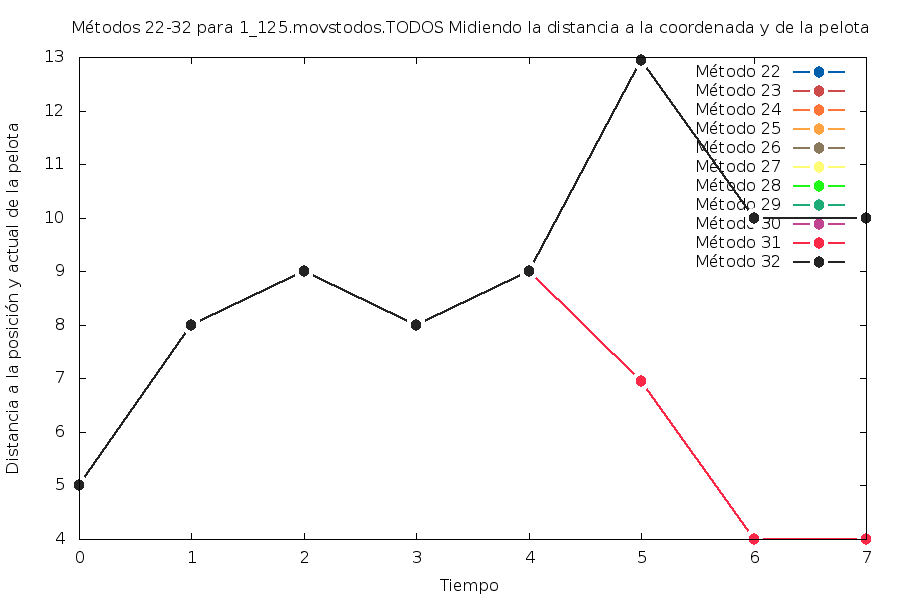 Métodos 22-32 para 1_125.movstodos.TODOS Midiendo la distancia a la coordenada y de la pelota
Distancia a la posición y actual de la pelota
13
12
11
10
9
8
7
6
5
4
0 1 2 3 4 5 6 7
Tiempo
Método 22
Método 23
Método 24
Método 25
Método 26
Método 27
Método 28
Método 29
Método 30
Método 31
Método 32